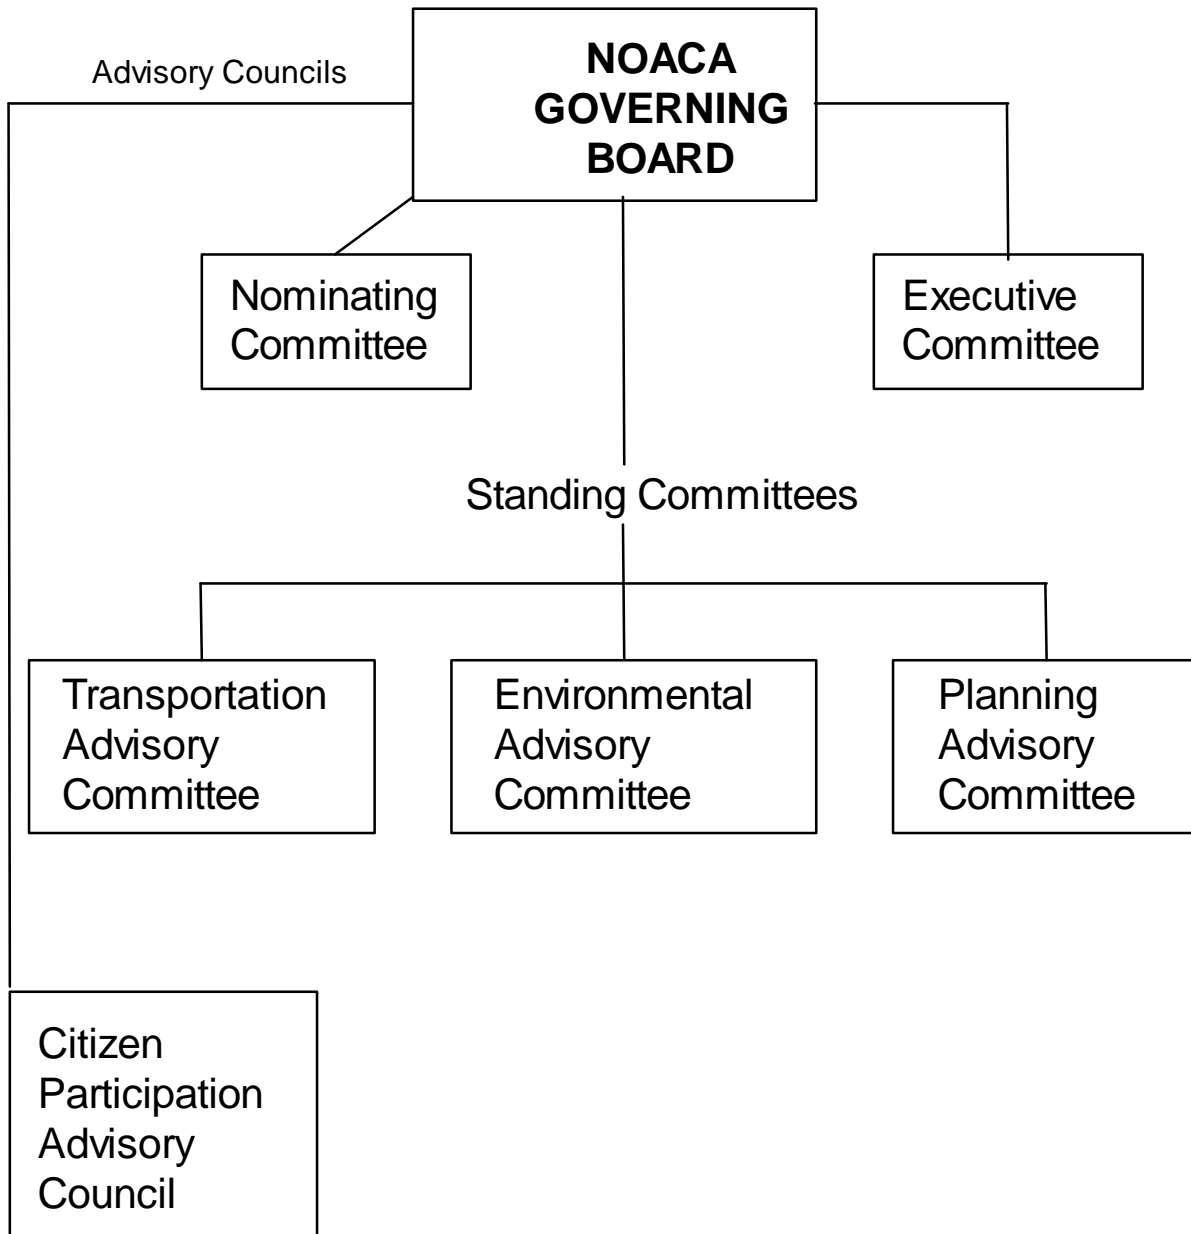 Advisory Councils
NOACA
GOVERNING
BOARD
Nominating
Committee
Executive
Committee
Standing Committees
Transportation
Advisory
Committee
Environmental
Advisory
Committee
Planning
Advisory
Committee
Citizen
Participation
Advisory
Council